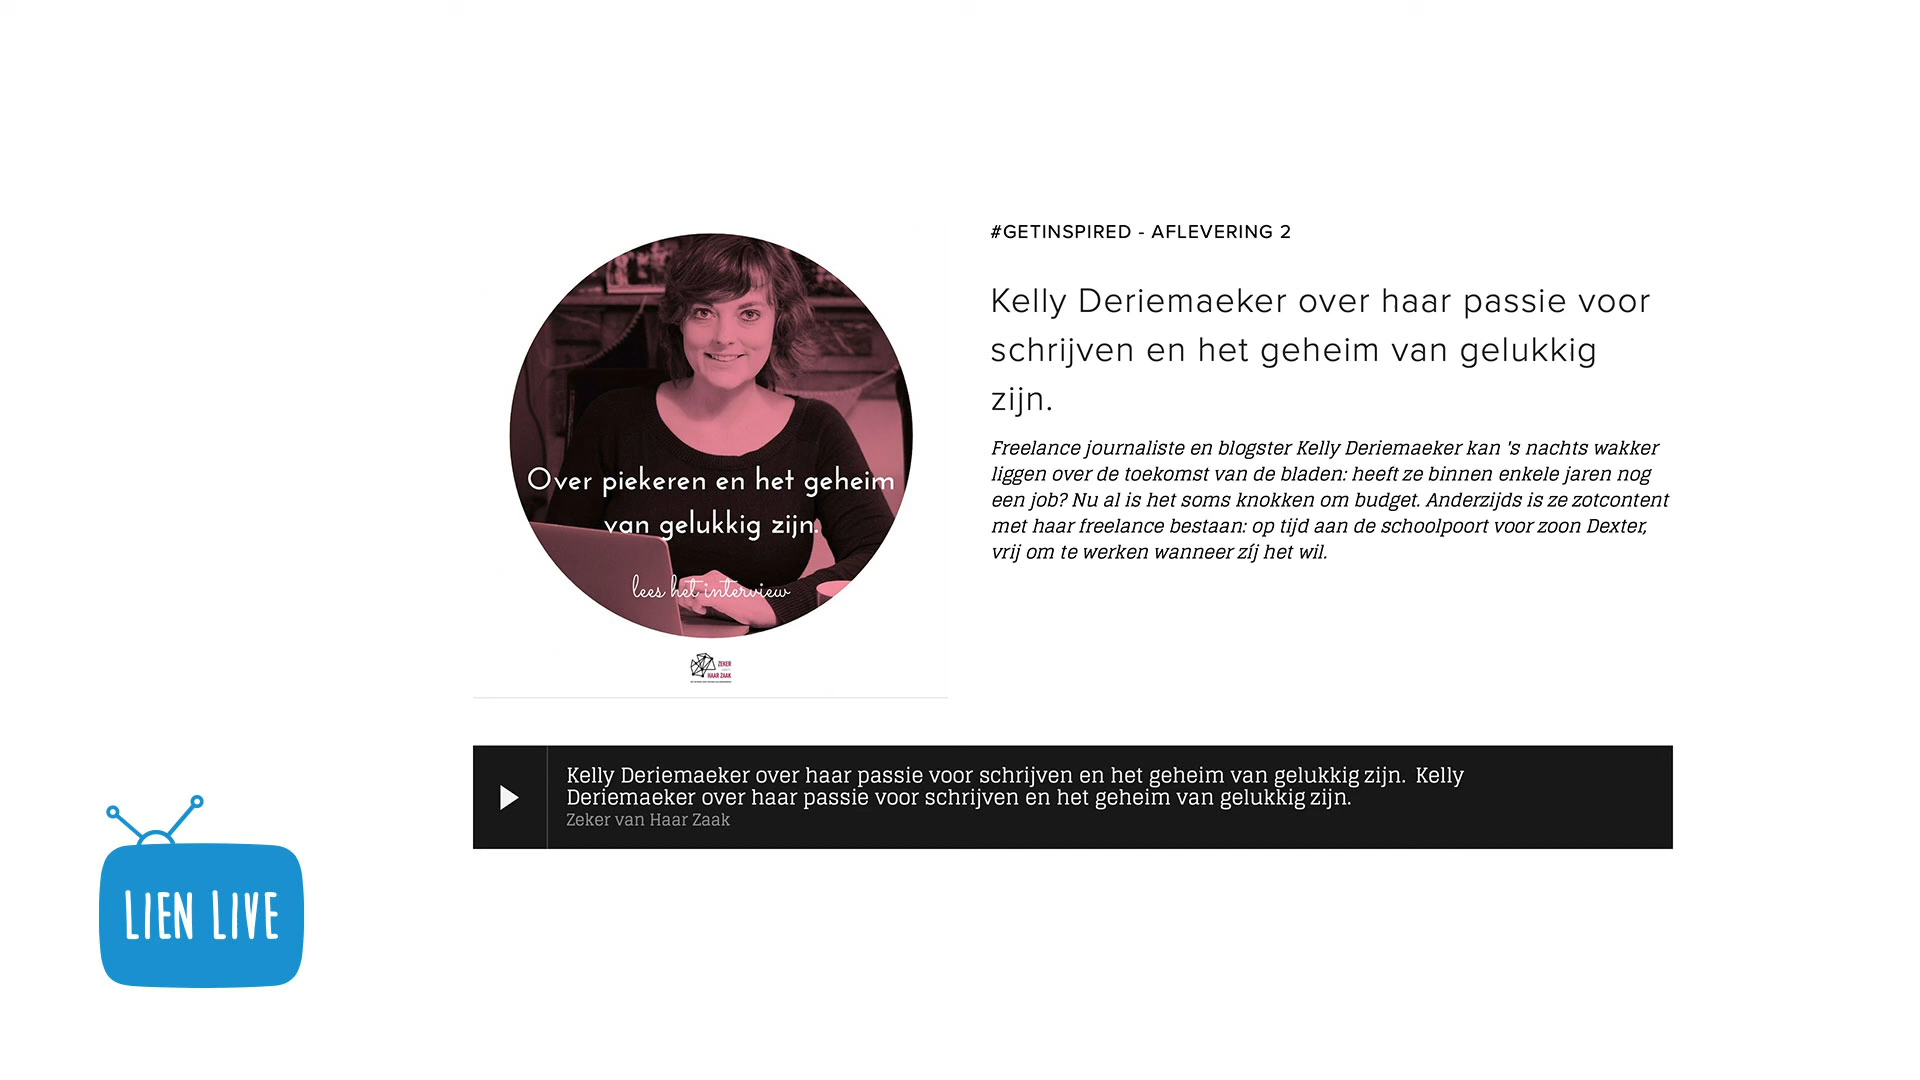 #GETINSPIRED - AFLEVERING 2
Kelly Deriemaeker over haar passie voor
schrijven en het geheim van gelukkig
zijn.
Freelance journaliste en blogster Kelly Deriemaeker kan 's nachts wakker
liggen over de toekomst van de bladen: heeft ze binnen enkele jaren nog
een job? Nu al is het soms knokken om budget. Anderzijds is ze zotcontent
met haar freelance bestaan: op tijd aan de schoolpoort voor zoon Dexter,
vrij om te werken wanneer zíj het wil.
Over piekeren en het geheim
van gelukkig zijn.
lees het interview
ZEKER
HAAR ZAAK
Kelly Deriemaeker over haar passie voor schrijven en het geheim van gelukkig zijn. Kelly
Deriemaeker over haar passie voor schrijven en het geheim van gelukkig zijn.
Zeker van Haar Zaak
LIEN LIVE